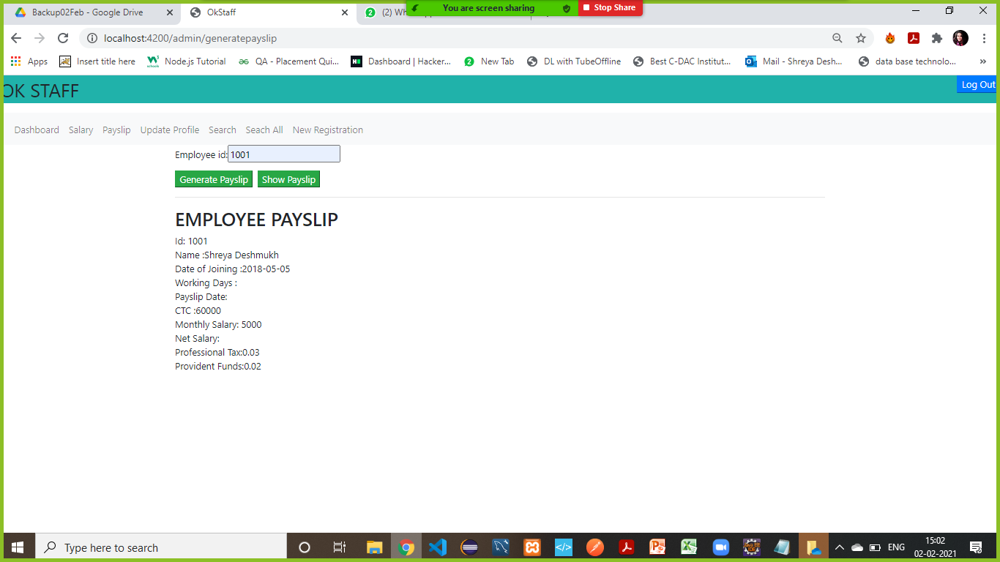 Backup02Feb - Google Drive
OkStaff
(2) Wh
You are screen sharing
Stop Share
localhost:4200/admin/generatepayslip
Apps
Insert title here
Node.js Tutorial
QA - Placement Qui...
Dashboard | Hacker...
New Tab
DL with TubeOffline
Best C-DAC Institut...
Mail - Shreya Desh...
data base technolo...
»
OK STAFF
Log Out
Dashboard Salary Payslip Update Profile Search Seach All New Registration
Employee id: 1001
Generate Payslip Show Payslip
EMPLOYEE PAYSLIP
Id: 1001
Name :Shreya Deshmukh
Date of Joining :2018-05-05
Working Days :
Payslip Date:
CTC :60000
Monthly Salary: 5000
Net Salary:
Professional Tax:0.03
Provident Funds:0.02
Type here to search
ENG
15:02
02-02-2021